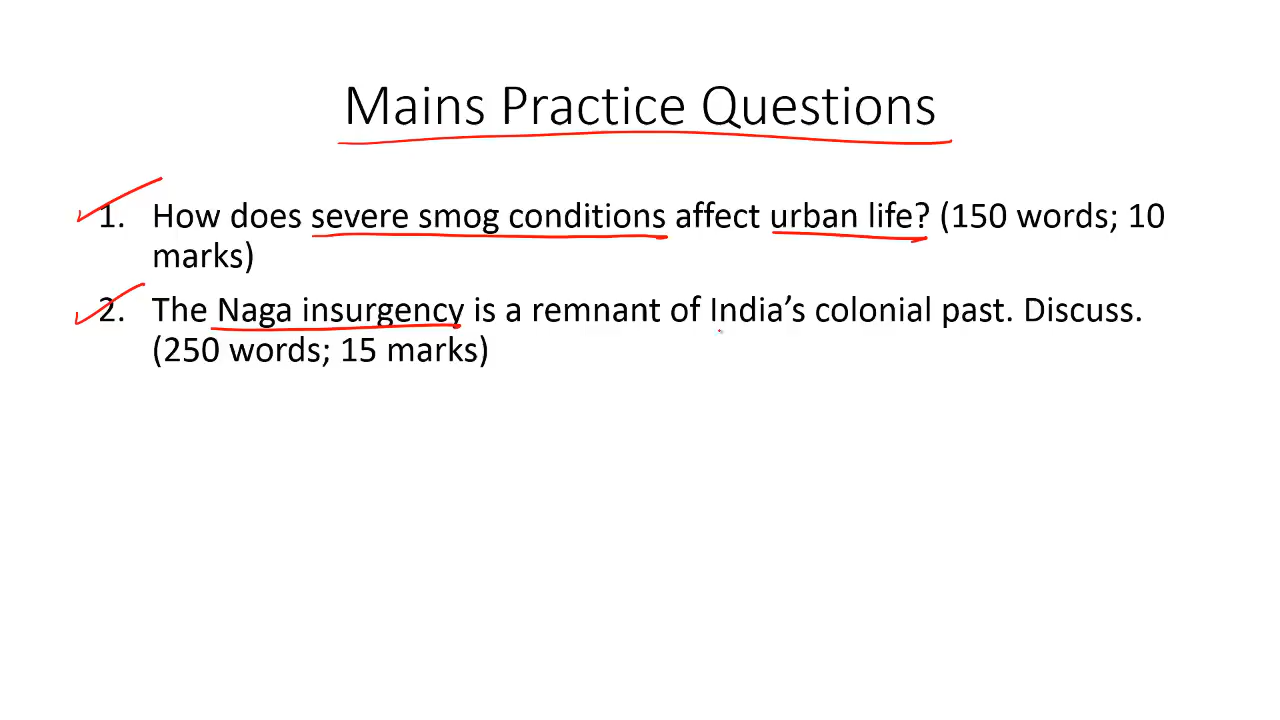 Mains Practice Questions
1. How does severe smog conditions affect urban life? (150 words; 10
marks)
2. The Naga insurgency is a remnant of India’s colonial past. Discuss.
(250 words; 15 marks)